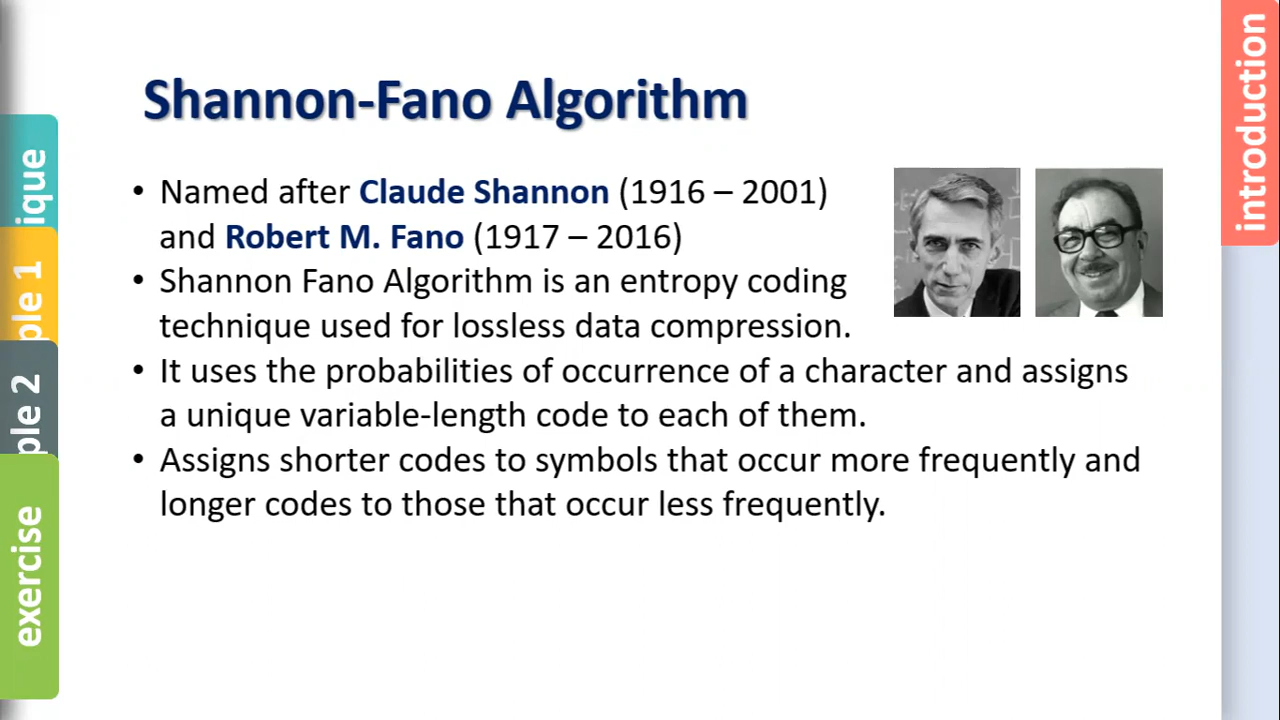 Shannon-Fano Algorithm
• Named after Claude Shannon (1916 – 2001)
and Robert M. Fano (1917 – 2016)
• Shannon Fano Algorithm is an entropy coding
technique used for lossless data compression.
• It uses the probabilities of occurrence of a character and assigns
a unique variable-length code to each of them.
• Assigns shorter codes to symbols that occur more frequently and
longer codes to those that occur less frequently.
introduction
ique
ple 1
ple 2
exercise